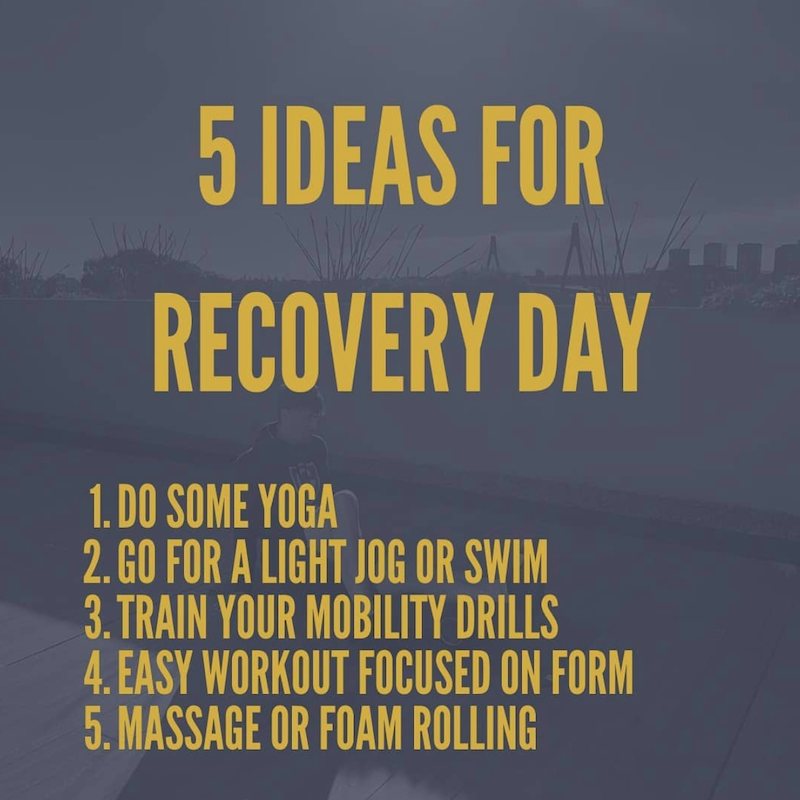 5 IDEAS FOR
RECOVERY DAY
1. DO SOME YOGA
2. GO FOR A LIGHT JOG OR SWIM
3. TRAIN YOUR MOBILITY DRILLS
4. EASY WORKOUT FOCUSED ON FORM
5. MASSAGE OR FOAM ROLLING